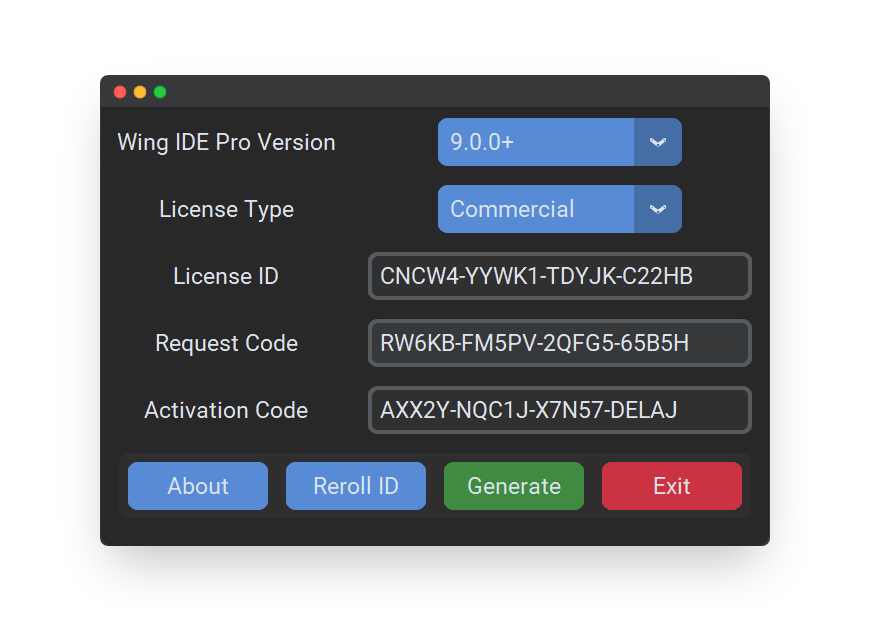 Wing IDE Pro Version 9.0.0+
License Type Commercial
License ID CNCW4-YYWK1-TDYJK-C22HB
Request Code RW6KB-FM5PV-2QFG5-65B5H
Activation Code AXX2Y-NQC1J-X7N57-DELAJ
About Reroll ID Generate Exit